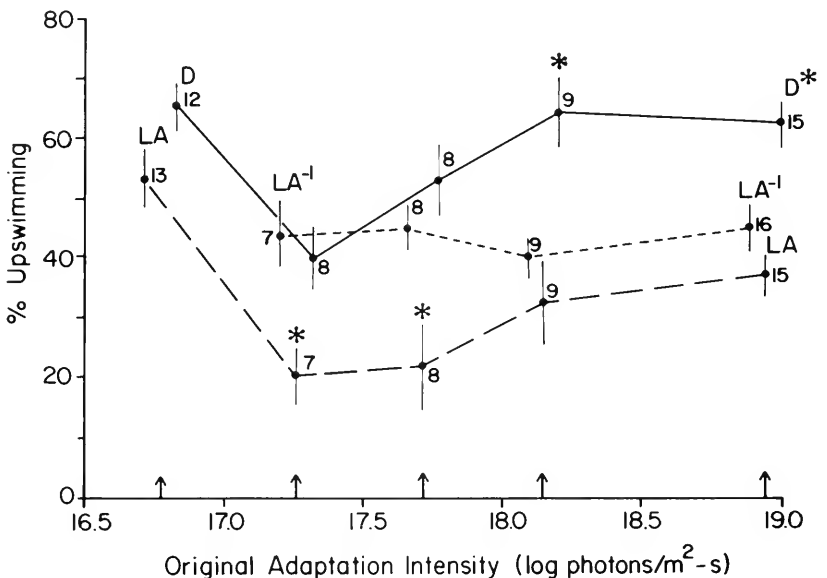 80
60
40
20
0
% Upswimming
D
12
LA
13
LA⁻¹
7
8
*
7
8
8
*
8
*
9
9
9
D*
15
LA⁻¹
16
LA
15
16.5 17.0 17.5 18.0 18.5 19.0
Original Adaptation Intensity (log photons/m²-s)